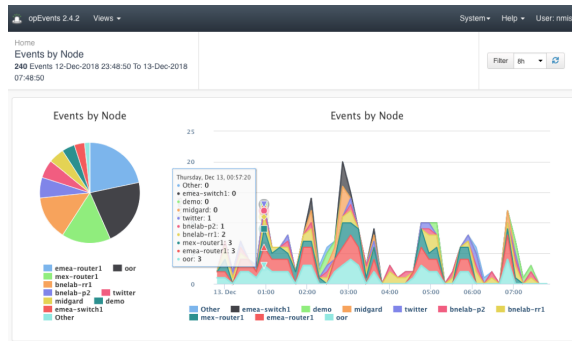 opEvents 2.4.2 Views
System Help User: nmis
Home
Events by Node
240 Events 12-Dec-2018 23:48:50 To 13-Dec-2018
07:48:50
Filter 8h
Events by Node
emea-router1 oor
mex-router1
bnelab-rr1
bnelab-p2 twitter
midgard demo
emea-switch1
Other
Events by Node
25
20
0
Thursday, Dec 13, 00:57:20
Other: 0
emea-switch1: 0
demo: 0
midgard: 0
twitter: 1
bnelab-p2: 1
bnelab-rr1: 2
mex-router1: 3
emea-router1: 3
oor: 3
13. Dec 01:00 02:00 03:00 04:00 05:00 06:00 07:00
Other emea-switch1 demo midgard twitter bnelab-p2 bnelab-rr1
mex-router1 emea-router1 oor